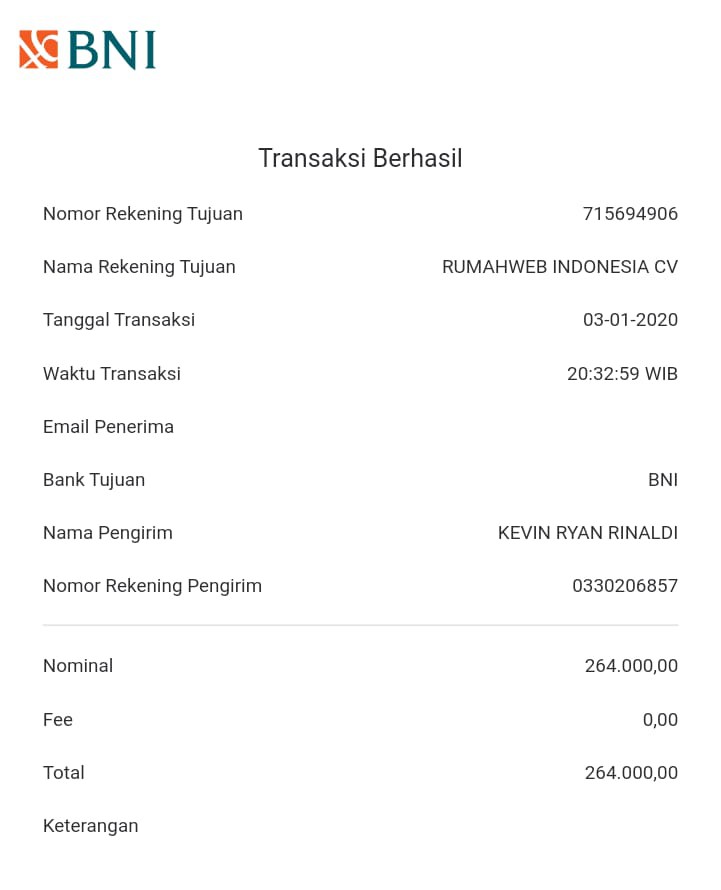 BNI
Transaksi Berhasil
Nomor Rekening Tujuan 715694906
Nama Rekening Tujuan RUMAHWEB INDONESIA CV
Tanggal Transaksi 03-01-2020
Waktu Transaksi 20:32:59 WIB
Email Penerima
Bank Tujuan BNI
Nama Pengirim KEVIN RYAN RINALDI
Nomor Rekening Pengirim 0330206857
Nominal 264.000,00
Fee 0,00
Total 264.000,00
Keterangan